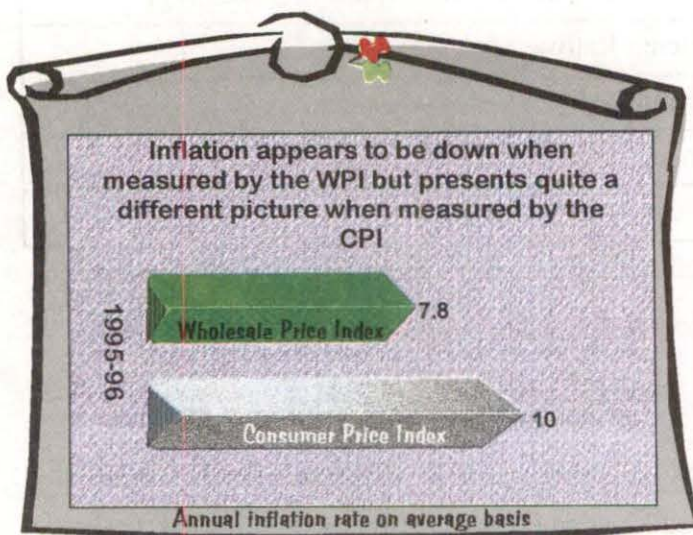 Inflation appears to be down when
measured by the WPI but presents quite a
different picture when measured by the
CPI
1995-96
Wholesale Price Index
7.8
Consumer Price Index
10
Annual inflation rate on average basis